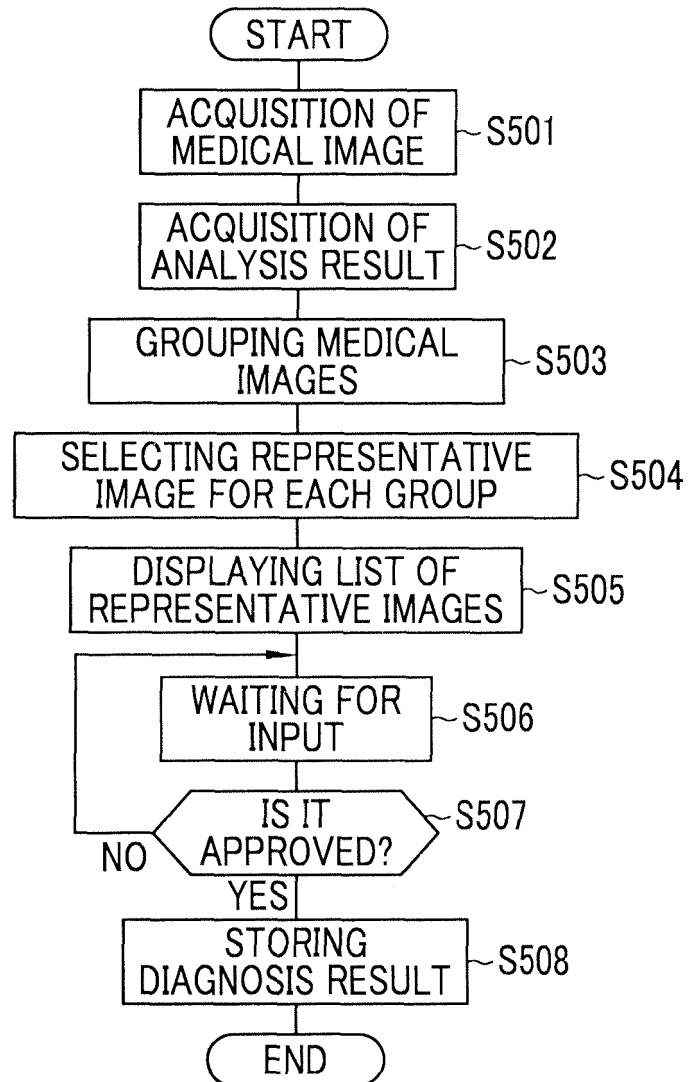 START
ACQUISITION OF
MEDICAL IMAGE
S501
ACQUISITION OF
ANALYSIS RESULT
S502
GROUPING MEDICAL
IMAGES
S503
SELECTING REPRESENTATIVE
IMAGE FOR EACH GROUP
S504
DISPLAYING LIST OF
REPRESENTATIVE IMAGES
S505
WAITING FOR
INPUT
S506
IS IT
APPROVED?
S507
NO
YES
STORING
DIAGNOSIS RESULT
S508
END